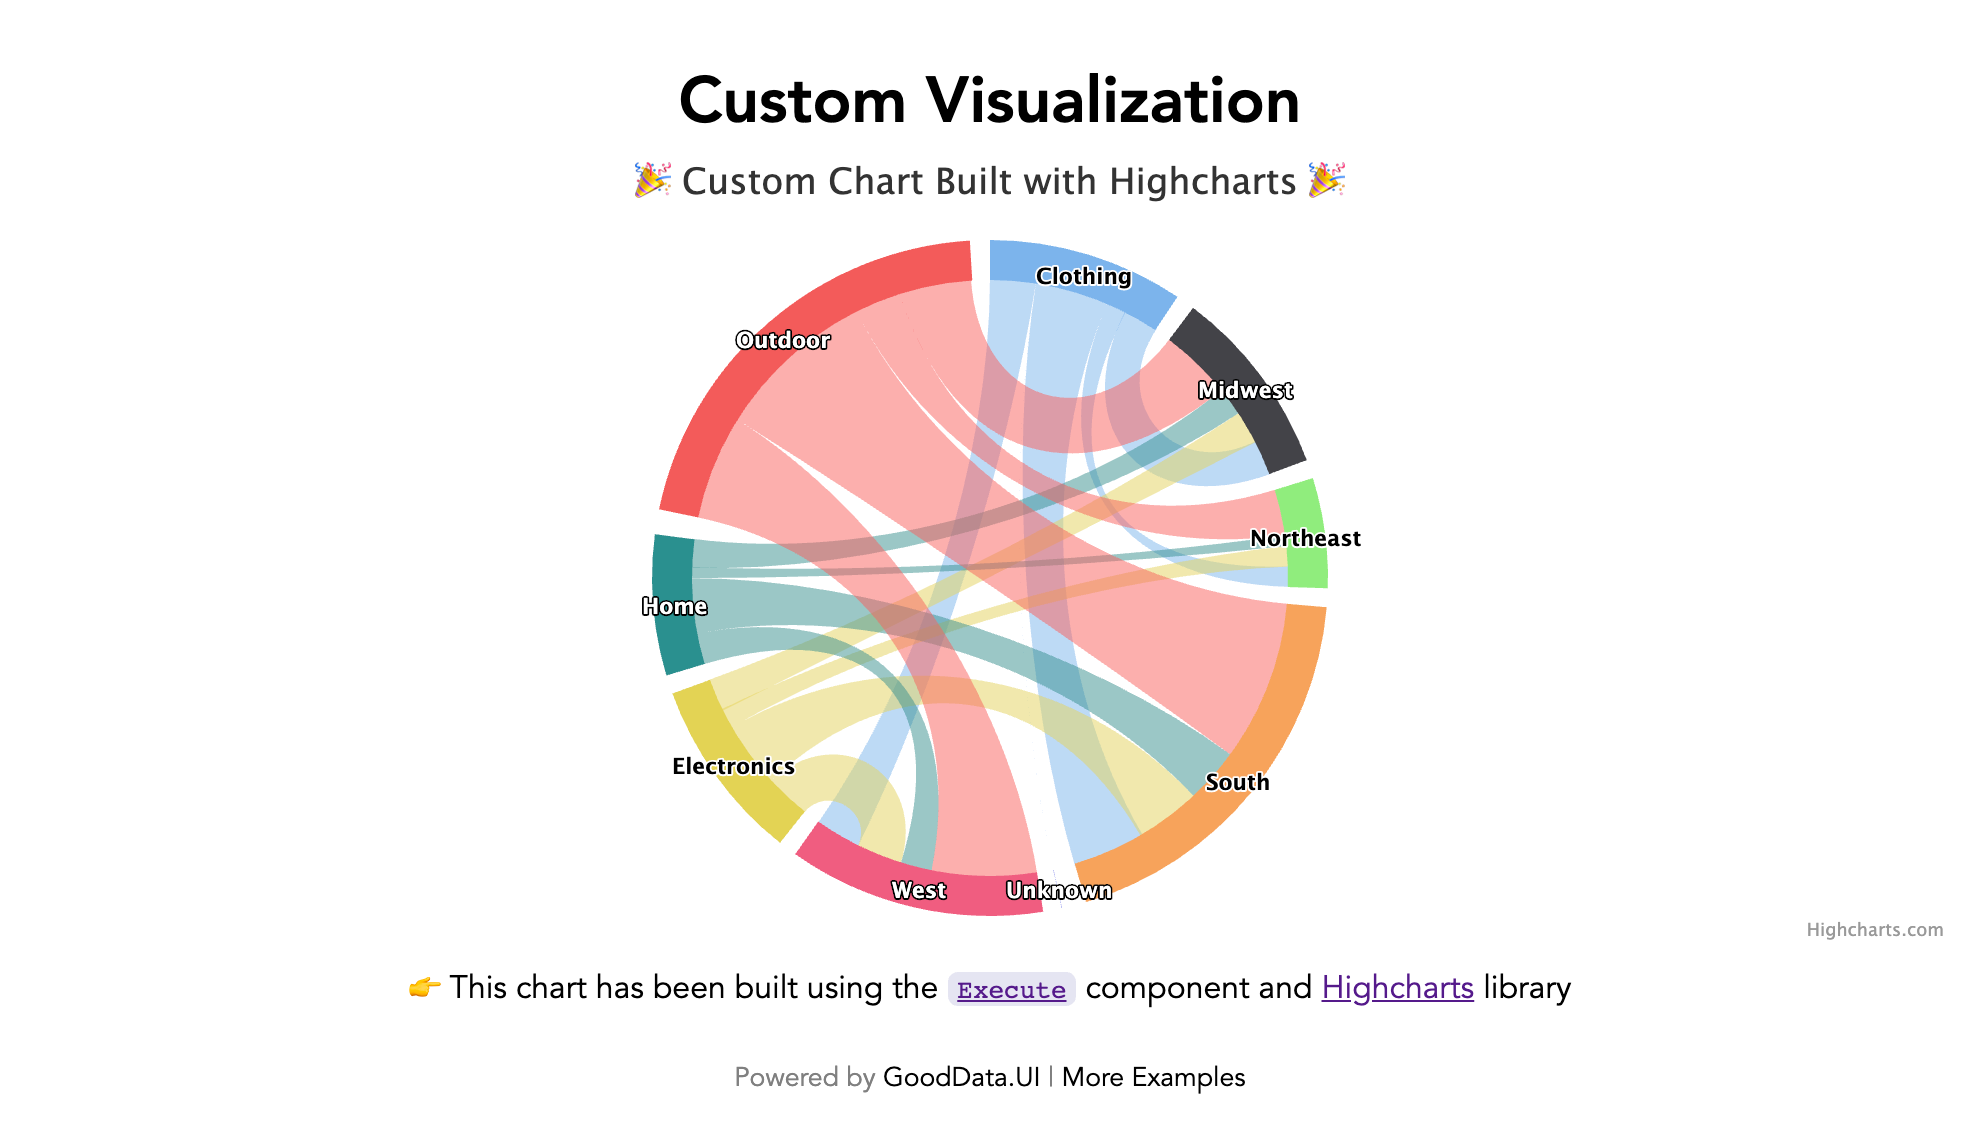 Custom Visualization
🎉 Custom Chart Built with Highcharts 🎉
Clothing
Outdoor
Midwest
Northeast
Home
Electronics
South
West
Unknown
Highcharts.com
👉 This chart has been built using the Execute component and Highcharts library
Powered by GoodData.UI | More Examples